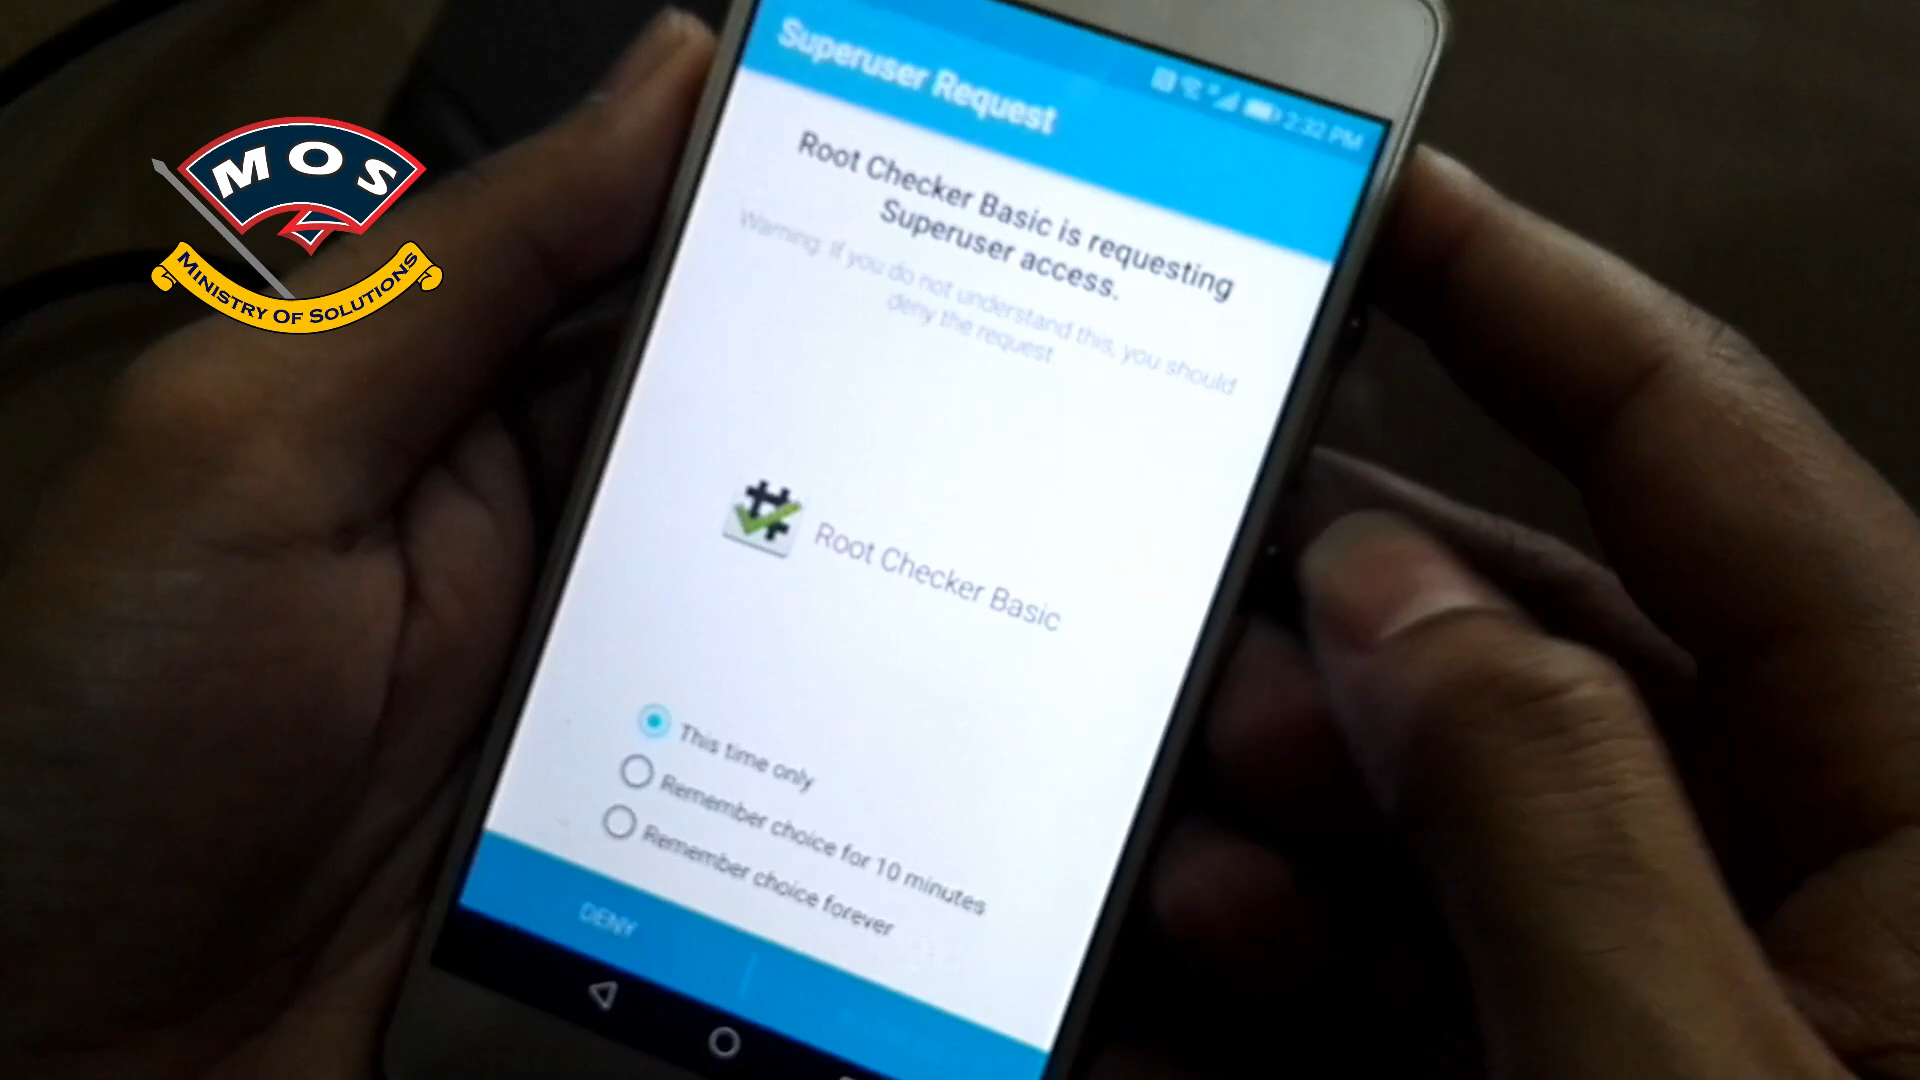 MOS
MINISTRY OF SOLUTIONS
2:32 PM
Superuser Request
Root Checker Basic is requesting
Superuser access.
Warning: If you do not understand this, you should
deny the request.
Root Checker Basic
This time only
Remember choice for 10 minutes
Remember choice forever
DENY